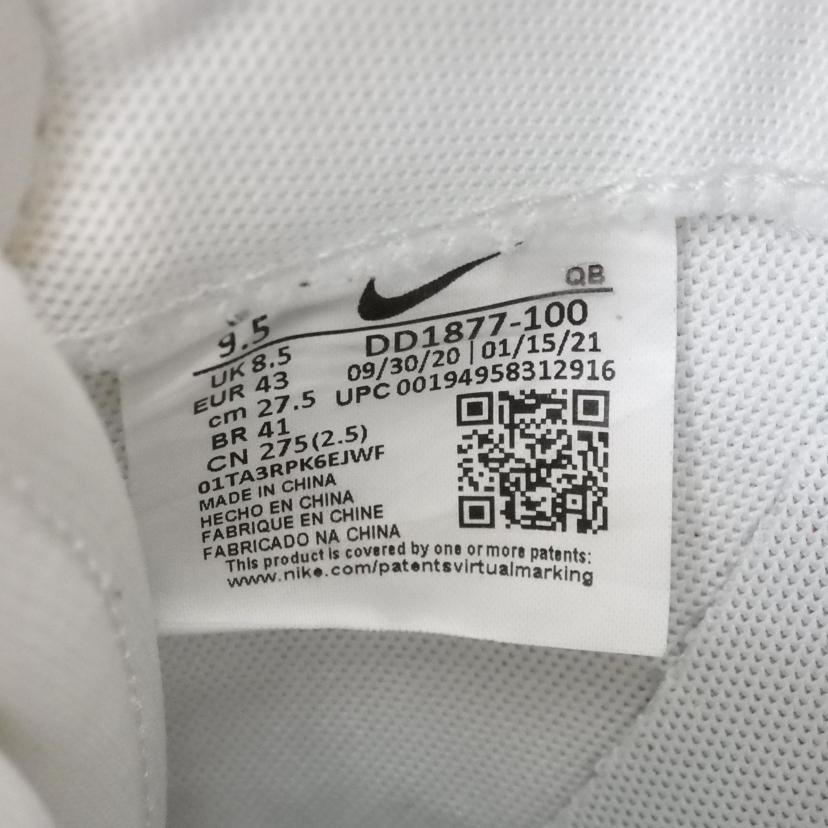 QB
9.5
UK 8.5
EUR 43
cm 27.5
BR 41
CN 275(2.5)
01TA3RPK6EJWF
DD1877-100
09/30/20 | 01/15/21
UPC 00194958312916
MADE IN CHINA
HECHO EN CHINA
FABRIQUE EN CHINE
FABRICADO NA CHINA
This product is covered by one or more patents:
www.nike.com/patentsvirtualmarking